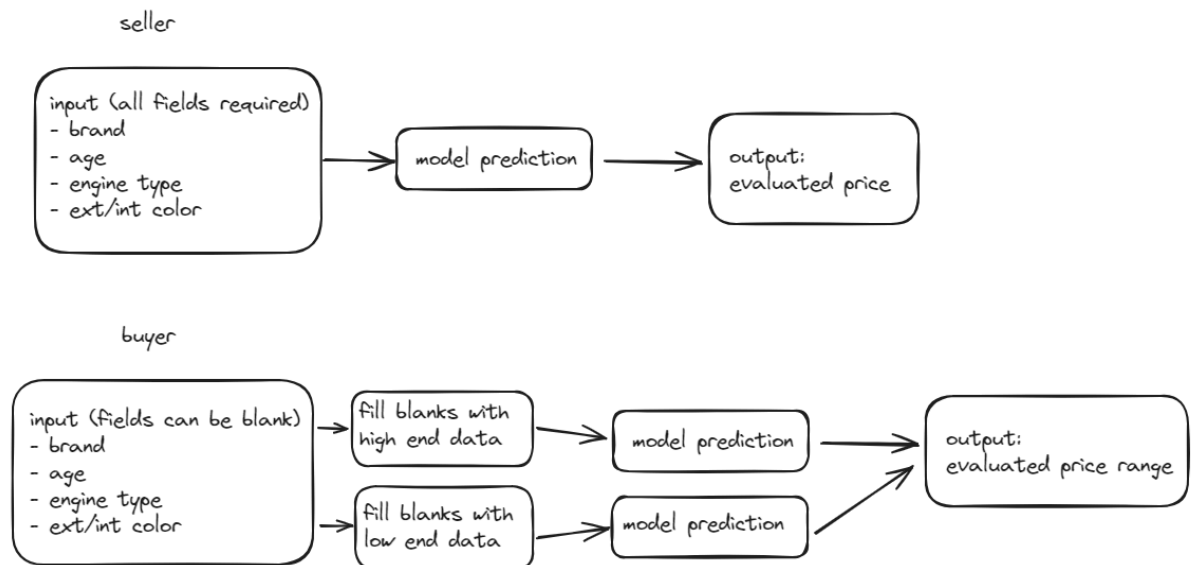 seller
input (all fields required)
- brand
- age
- engine type
- ext/int color
model prediction
output:
evaluated price
buyer
input (fields can be blank)
- brand
- age
- engine type
- ext/int color
fill blanks with
high end data
model prediction
fill blanks with
low end data
model prediction
output:
evaluated price range